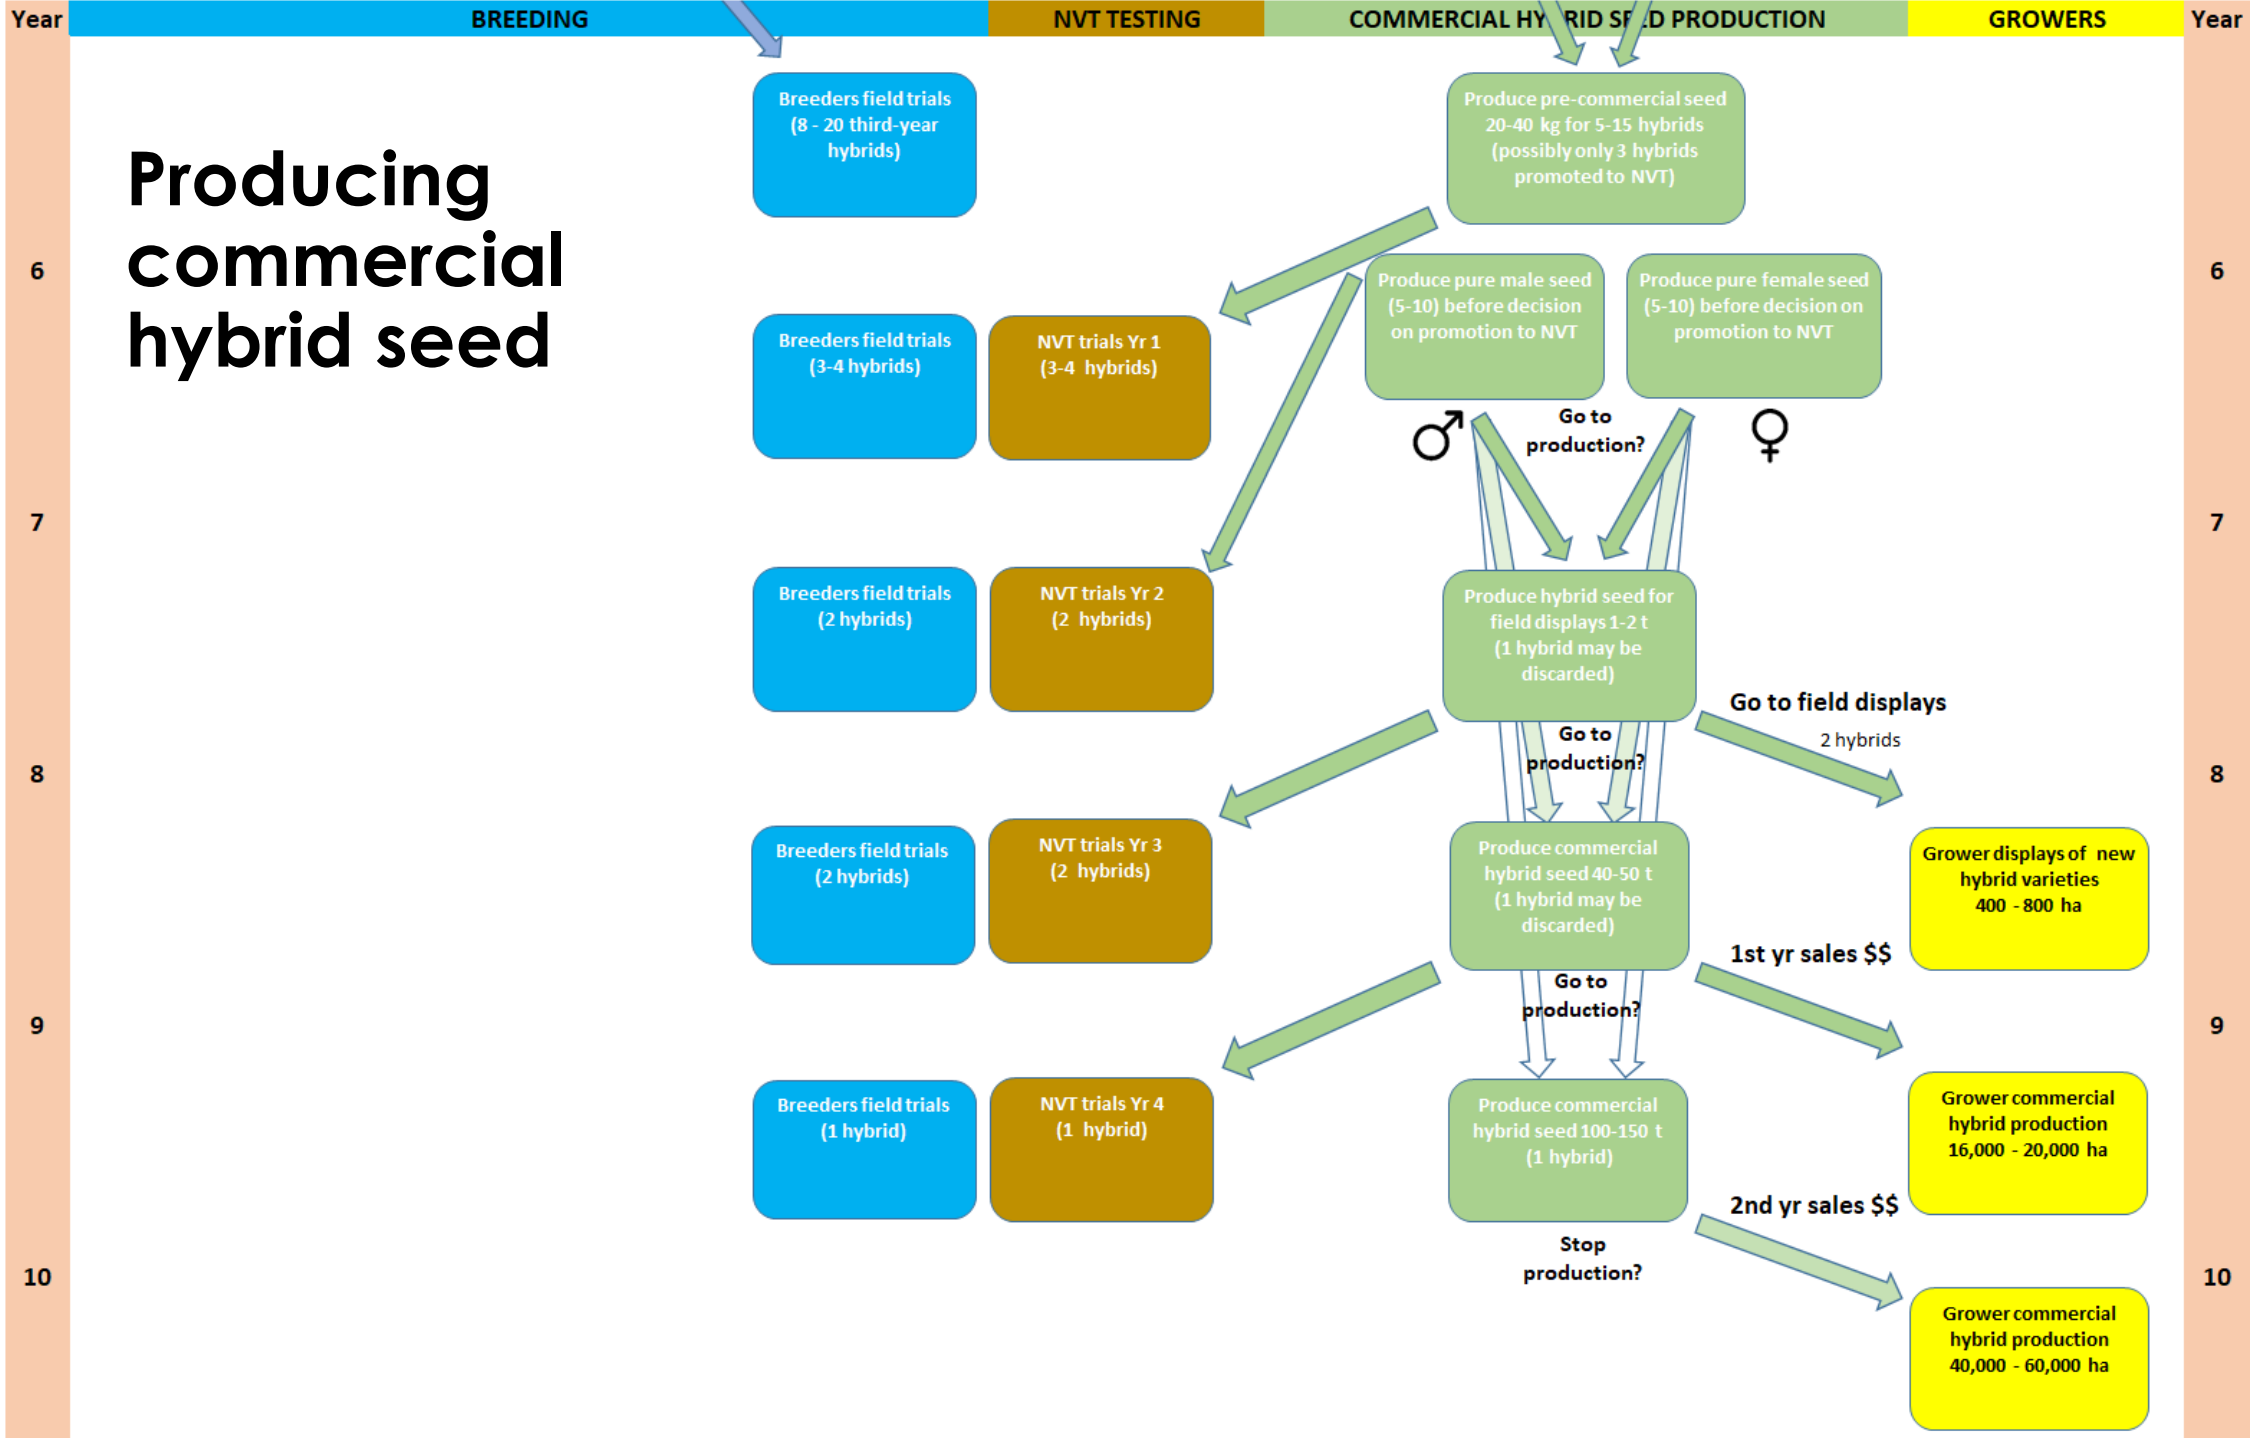 Year
BREEDING
NVT TESTING
COMMERCIAL HYBRID SEED PRODUCTION
GROWERS
Year
Producing
commercial
hybrid seed
Breeders field trials
(8 - 20 third-year
hybrids)
Produce pre-commercial seed
20-40 kg for 5-15 hybrids
(possibly only 3 hybrids
promoted to NVT)
6
6
Produce pure male seed
(5-10) before decision
on promotion to NVT
Produce pure female seed
(5-10) before decision on
promotion to NVT
Breeders field trials
(3-4 hybrids)
NVT trials Yr 1
(3-4 hybrids)
♂
Go to
production?
♀
7
7
Breeders field trials
(2 hybrids)
NVT trials Yr 2
(2 hybrids)
Produce hybrid seed for
field displays 1-2 t
(1 hybrid may be
discarded)
Go to field displays
2 hybrids
Go to
production?
8
8
Breeders field trials
(2 hybrids)
NVT trials Yr 3
(2 hybrids)
Produce commercial
hybrid seed 40-50 t
(1 hybrid may be
discarded)
Grower displays of new
hybrid varieties
400 - 800 ha
1st yr sales $$
Go to
production?
9
9
Breeders field trials
(1 hybrid)
NVT trials Yr 4
(1 hybrid)
Produce commercial
hybrid seed 100-150 t
(1 hybrid)
Grower commercial
hybrid production
16,000 - 20,000 ha
2nd yr sales $$
Stop
production?
10
10
Grower commercial
hybrid production
40,000 - 60,000 ha